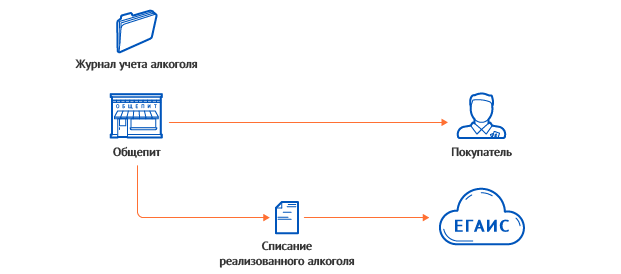 Журнал учета алкоголя
ОБЩЕПИТ
Общепит
Покупатель
ЕГАИС
Списание
реализованного алкоголя